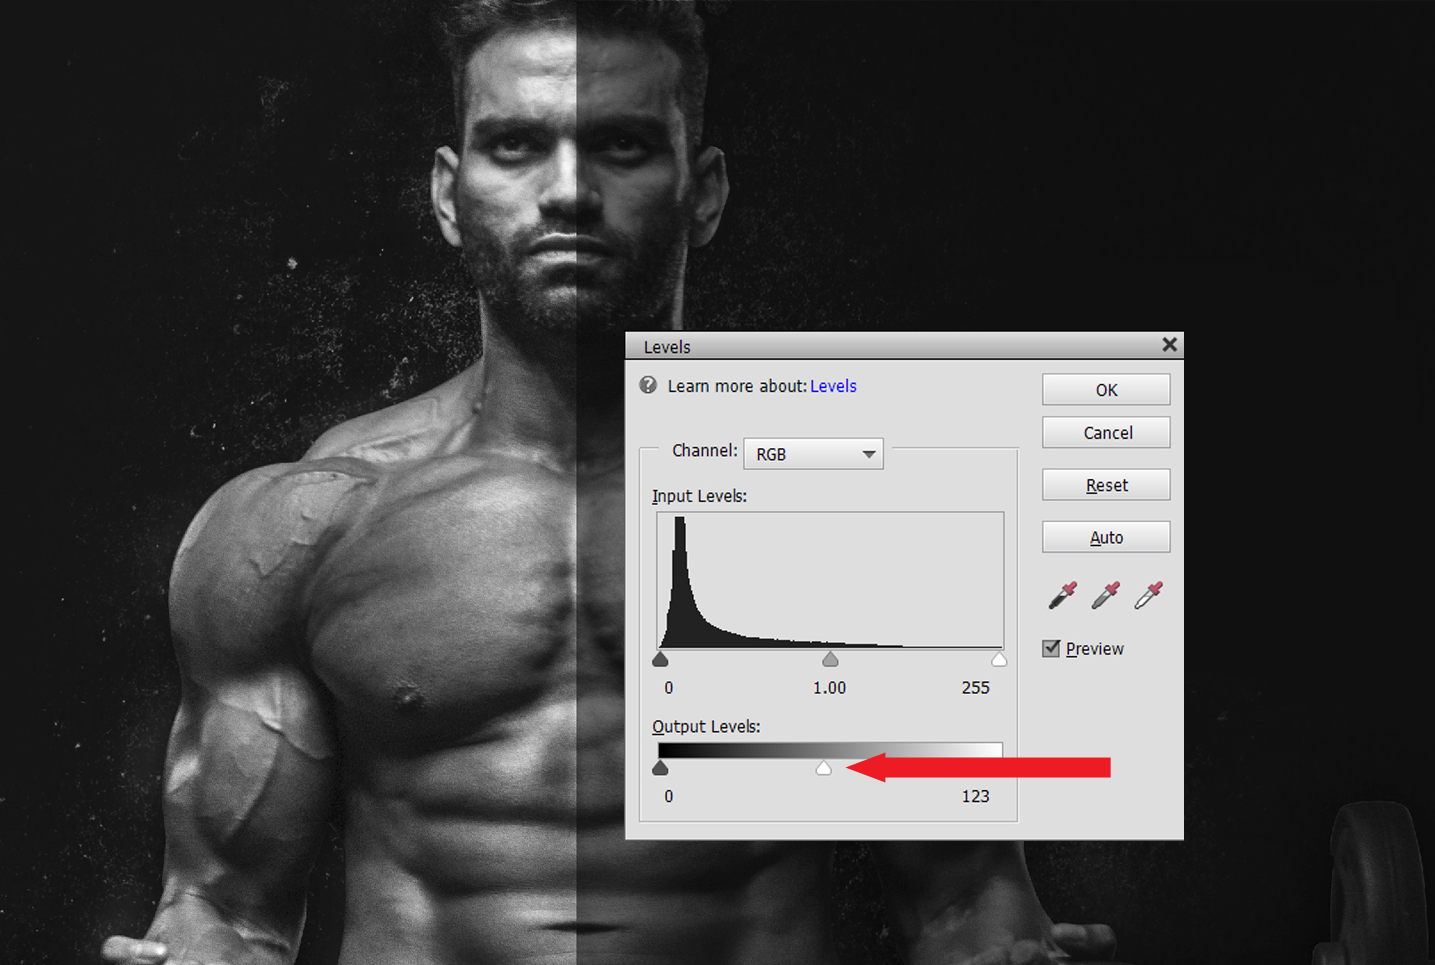 Levels
Learn more about: Levels
OK
Cancel
Channel: RGB
Reset
Input Levels:
Auto
Preview
0 1.00 255
Output Levels:
0 123